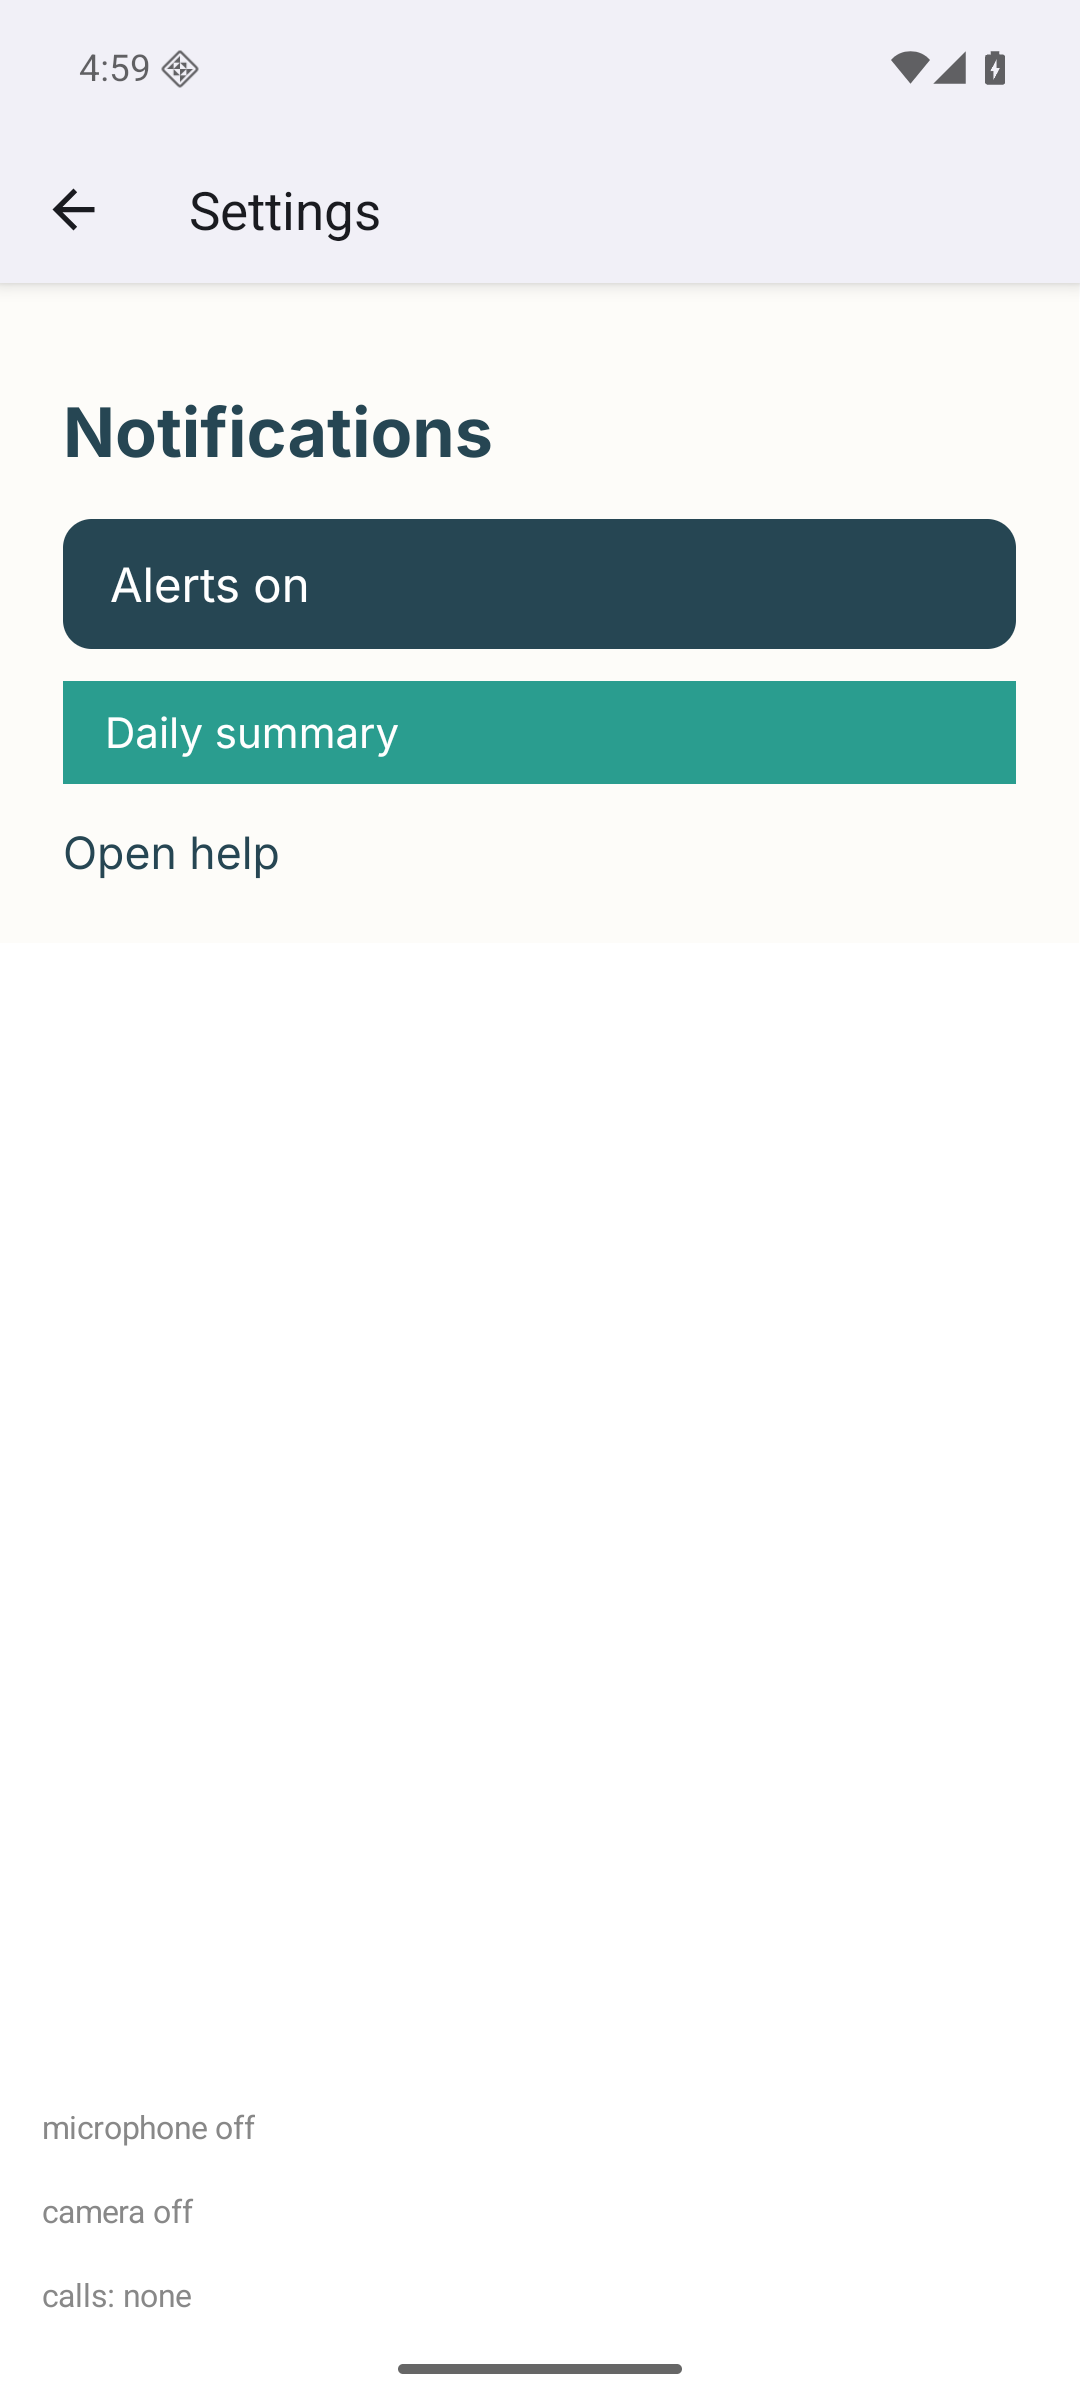 4:59
Settings
Notifications
Alerts on
Daily summary
Open help
microphone off
camera off
calls: none